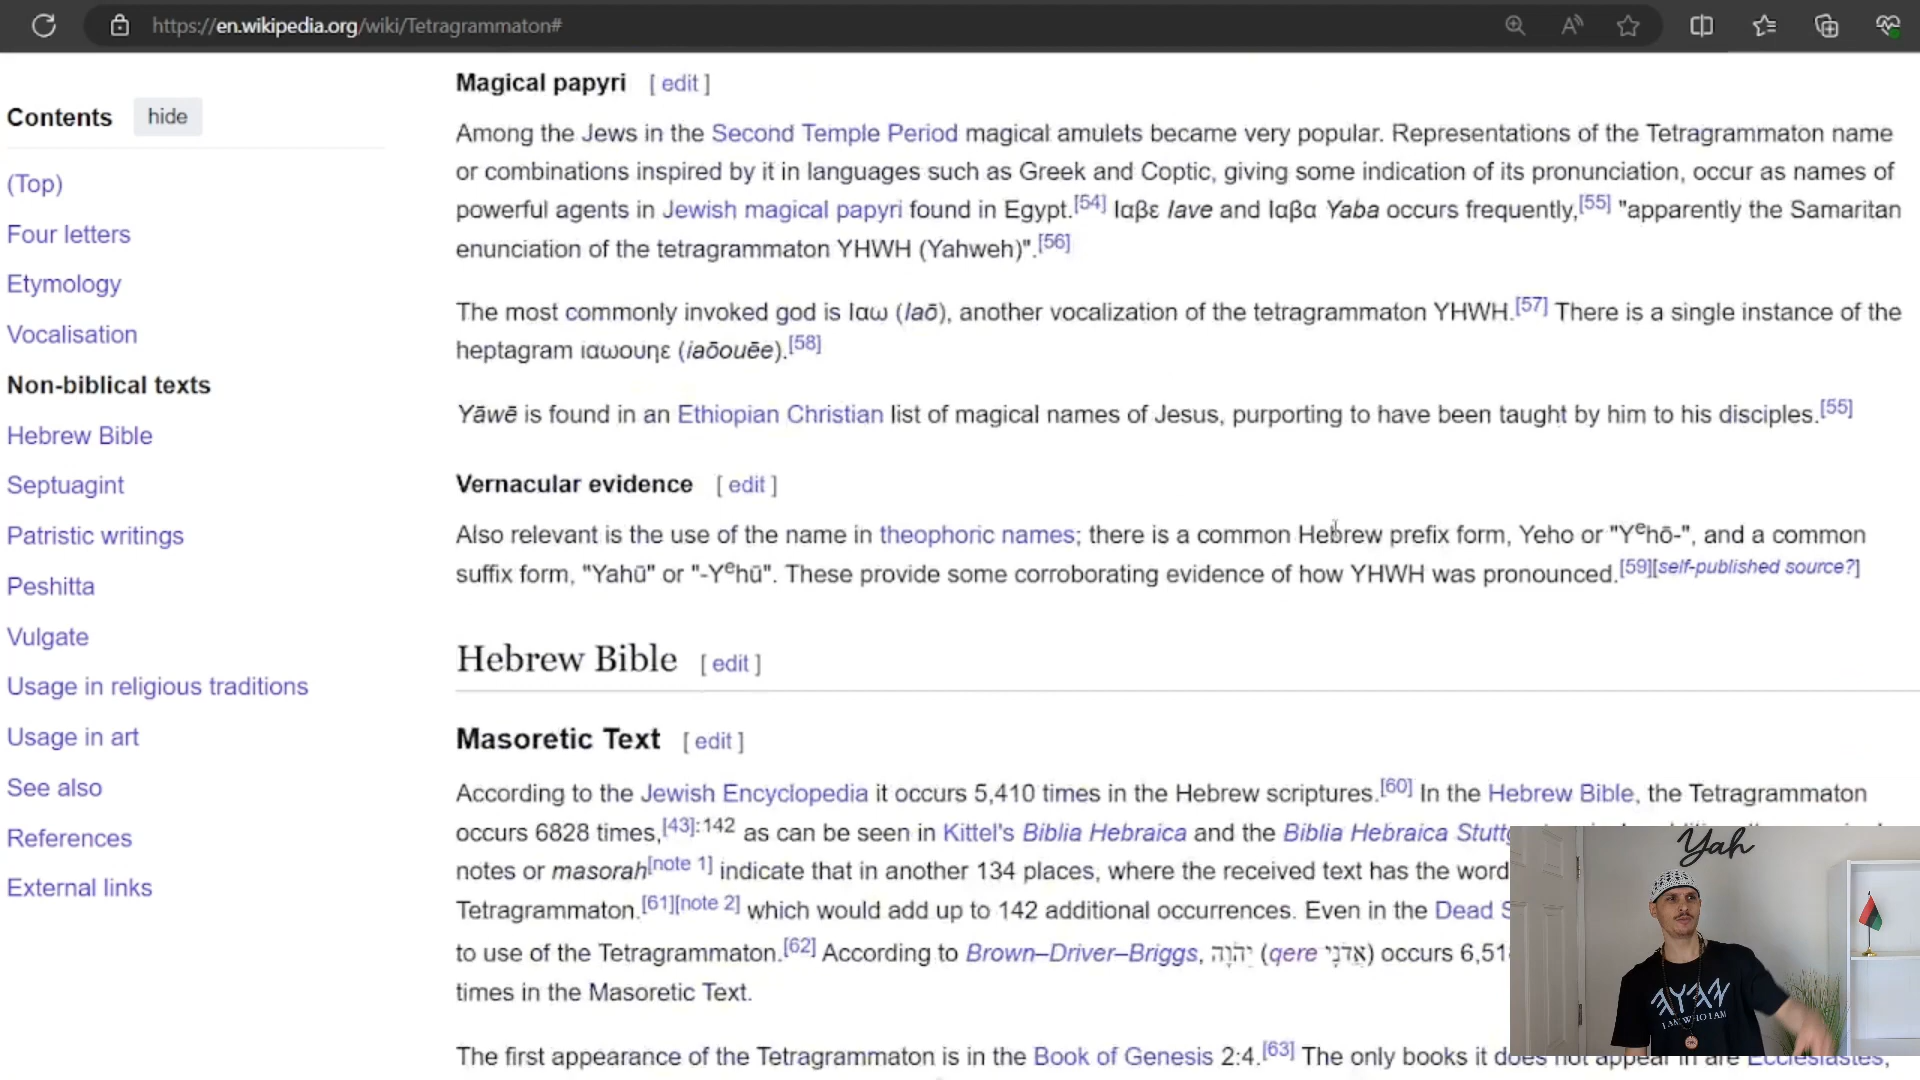 https://en.wikipedia.org/wiki/Tetragrammaton#
Contents hide
(Top)
Four letters
Etymology
Vocalisation
Non-biblical texts
Hebrew Bible
Septuagint
Patristic writings
Peshitta
Vulgate
Usage in religious traditions
Usage in art
See also
References
External links
Magical papyri [ edit ]
Among the Jews in the Second Temple Period magical amulets became very popular. Representations of the Tetragrammaton name
or combinations inspired by it in languages such as Greek and Coptic, giving some indication of its pronunciation, occur as names of
powerful agents in Jewish magical papyri found in Egypt.[54] Ιαβε Iave and Ιαβα Yaba occurs frequently,[55] "apparently the Samaritan
enunciation of the tetragrammaton YHWH (Yahweh)".[56]
The most commonly invoked god is Ιαω (Iaō), another vocalization of the tetragrammaton YHWH.[57] There is a single instance of the
heptagram ιαωουηε (iaōouēe).[58]
Yāwē is found in an Ethiopian Christian list of magical names of Jesus, purporting to have been taught by him to his disciples.[55]
Vernacular evidence [ edit ]
Also relevant is the use of the name in theophoric names; there is a common Hebrew prefix form, Yeho or "Yᵉhō-", and a common
suffix form, "Yahū" or "-Yᵉhū". These provide some corroborating evidence of how YHWH was pronounced.[59][self-published source?]
Hebrew Bible [ edit ]
Masoretic Text [ edit ]
According to the Jewish Encyclopedia it occurs 5,410 times in the Hebrew scriptures.[60] In the Hebrew Bible, the Tetragrammaton
occurs 6828 times,[43]:142 as can be seen in Kittel's Biblia Hebraica and the Biblia Hebraica Stuttg
notes or masorah[note 1] indicate that in another 134 places, where the received text has the word
Tetragrammaton.[61][note 2] which would add up to 142 additional occurrences. Even in the Dead S
to use of the Tetragrammaton.[62] According to Brown–Driver–Briggs, יְהֹוָה (qere אֲדֹנָי) occurs 6,51
times in the Masoretic Text.
The first appearance of the Tetragrammaton is in the Book of Genesis 2:4.[63] The only books it does not appear in are Ecclesiastes,
Yah
𐤉𐤄𐤅𐤄
I AM WHO I AM